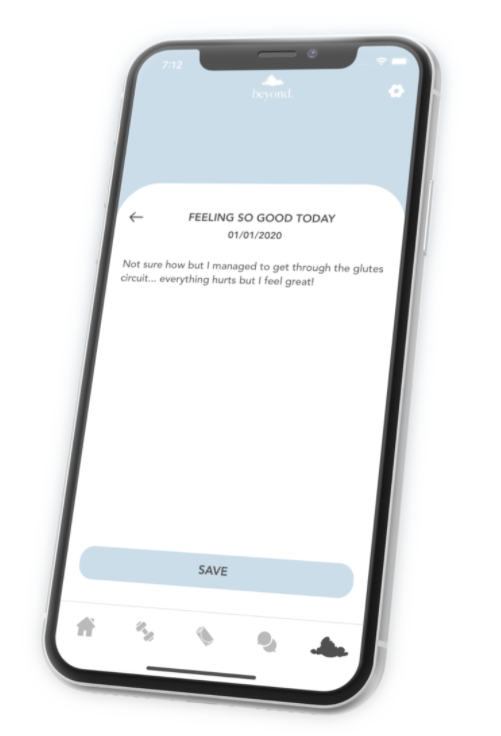 7:12
beyond.
FEELING SO GOOD TODAY
01/01/2020
Not sure how but I managed to get through the glutes
circuit... everything hurts but I feel great!
SAVE